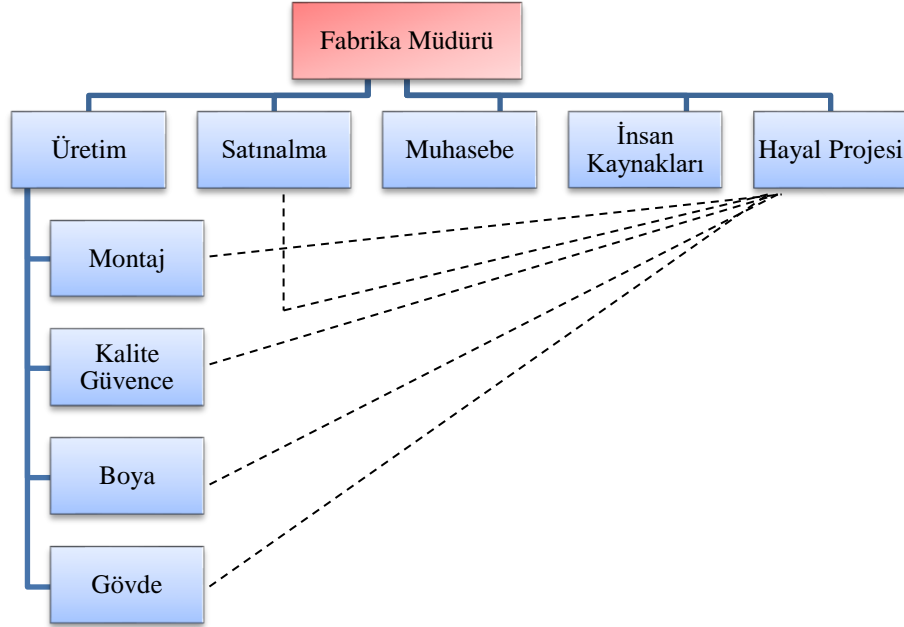 Fabrika Müdürü
Üretim
Satınalma
Muhasebe
İnsan
Kaynakları
Hayal Projesi
Montaj
Kalite
Güvence
Boya
Gövde